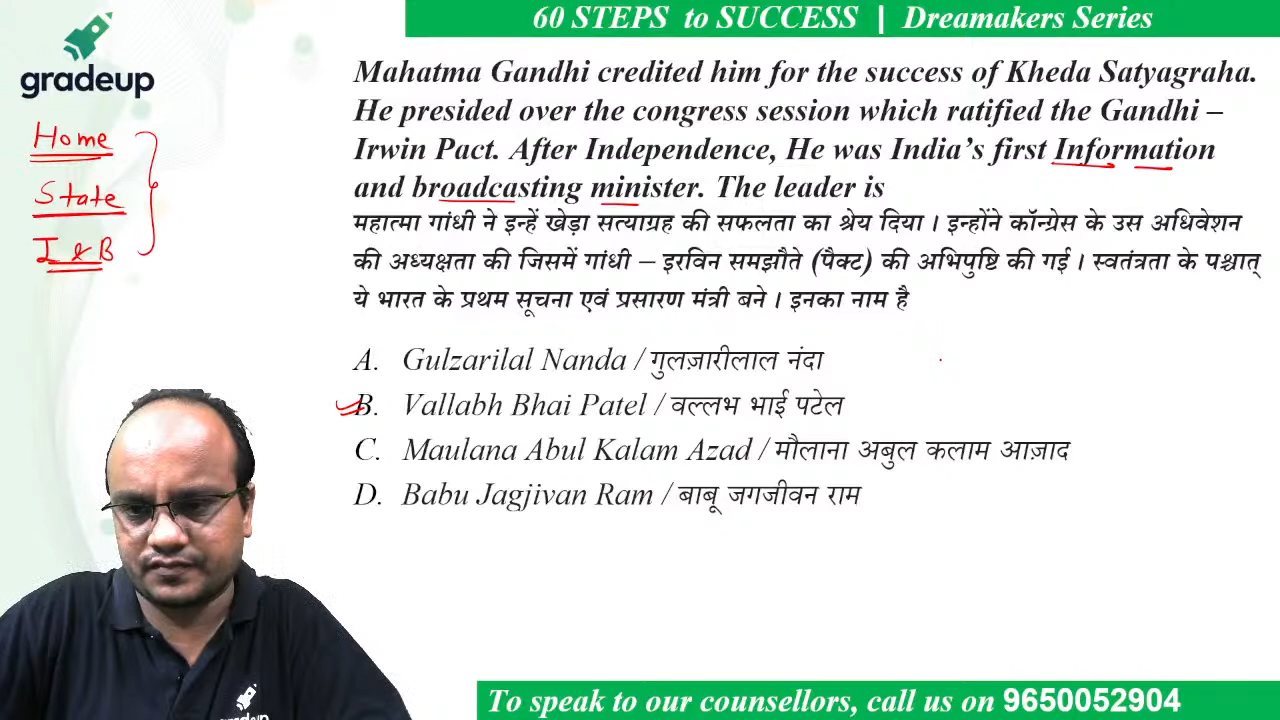 60 STEPS to SUCCESS | Dreamakers Series
gradeup
Home
State
I & B
Mahatma Gandhi credited him for the success of Kheda Satyagraha.
He presided over the congress session which ratified the Gandhi –
Irwin Pact. After Independence, He was India's first Information
and broadcasting minister. The leader is
महात्मा गांधी ने इन्हें खेड़ा सत्याग्रह की सफलता का श्रेय दिया । इन्होंने कॉन्ग्रेस के उस अधिवेशन
की अध्यक्षता की जिसमें गांधी – इरविन समझौते (पैक्ट) की अभिपुष्टि की गई । स्वतंत्रता के पश्चात्
ये भारत के प्रथम सूचना एवं प्रसारण मंत्री बने । इनका नाम है
A. Gulzarilal Nanda / गुलज़ारीलाल नंदा
B. Vallabh Bhai Patel / वल्लभ भाई पटेल
C. Maulana Abul Kalam Azad / मौलाना अबुल कलाम आज़ाद
D. Babu Jagjivan Ram / बाबू जगजीवन राम
gradeup
To speak to our counsellors, call us on 9650052904